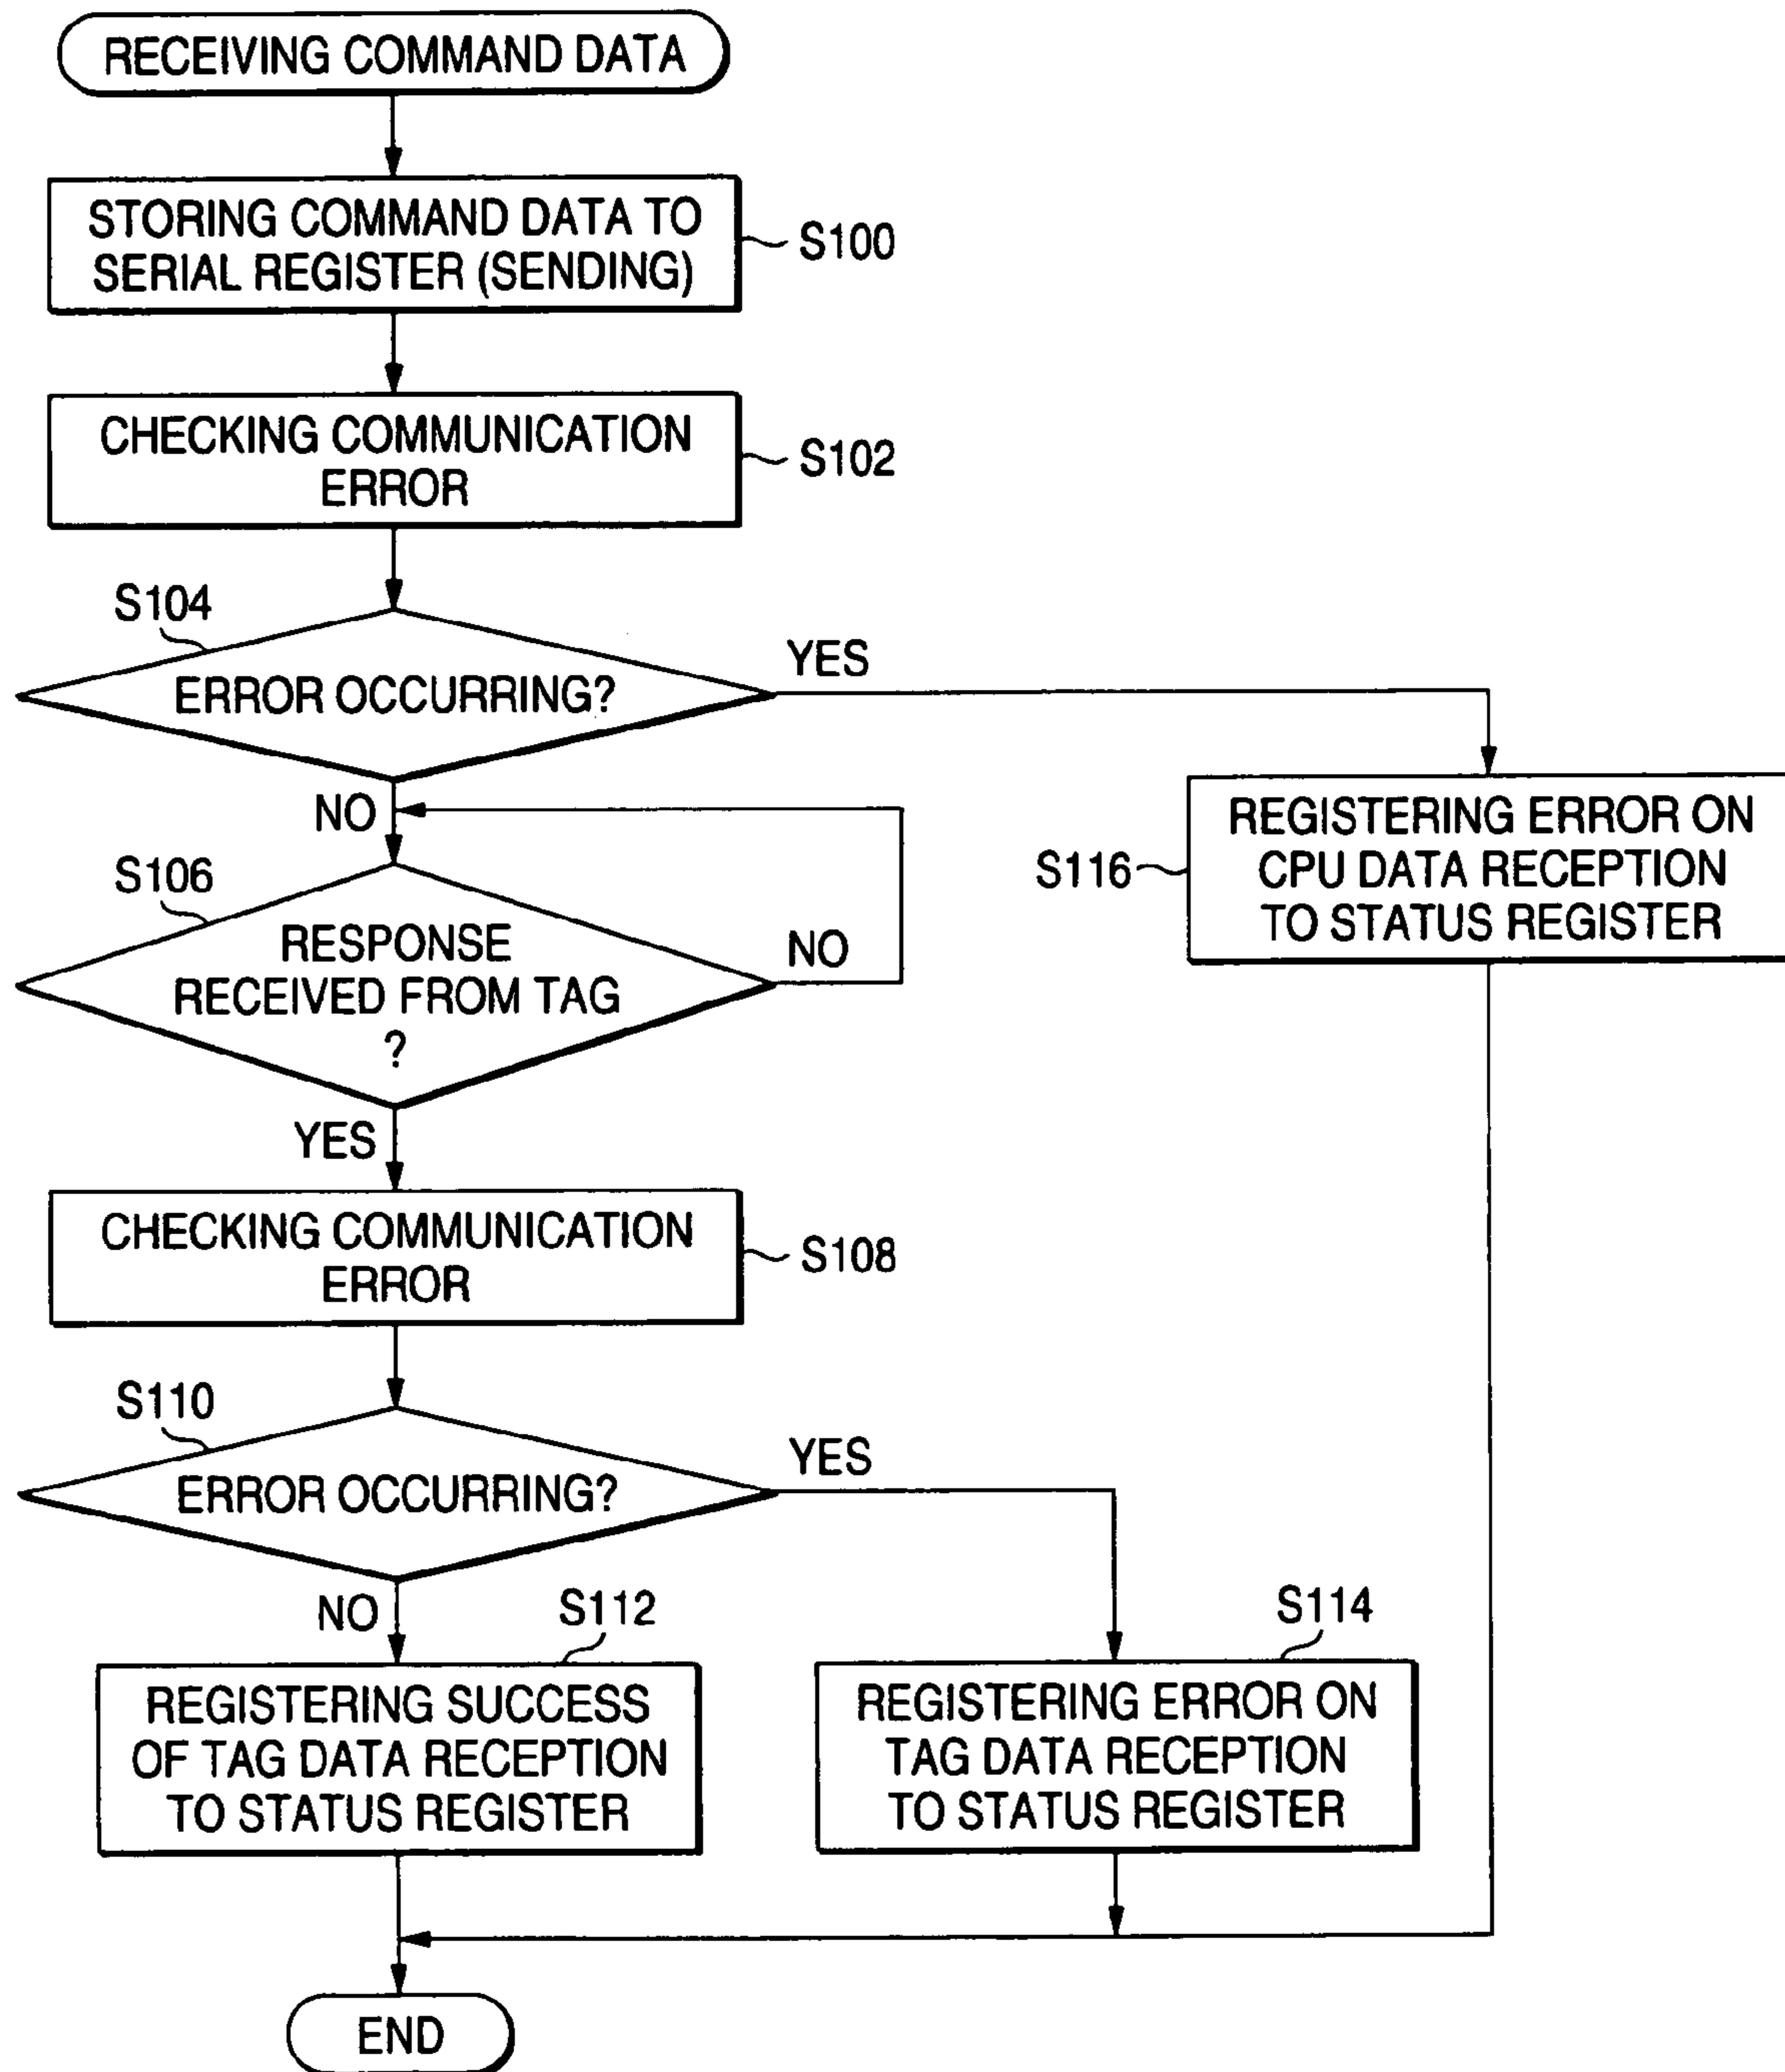 RECEIVING COMMAND DATA
STORING COMMAND DATA TO
SERIAL REGISTER (SENDING)
S100
CHECKING COMMUNICATION
ERROR
S102
S104
ERROR OCCURRING?
YES
NO
S106
RESPONSE
RECEIVED FROM TAG
?
NO
YES
S116
REGISTERING ERROR ON
CPU DATA RECEPTION
TO STATUS REGISTER
CHECKING COMMUNICATION
ERROR
S108
S110
ERROR OCCURRING?
YES
NO
S112
REGISTERING SUCCESS
OF TAG DATA RECEPTION
TO STATUS REGISTER
S114
REGISTERING ERROR ON
TAG DATA RECEPTION
TO STATUS REGISTER
END